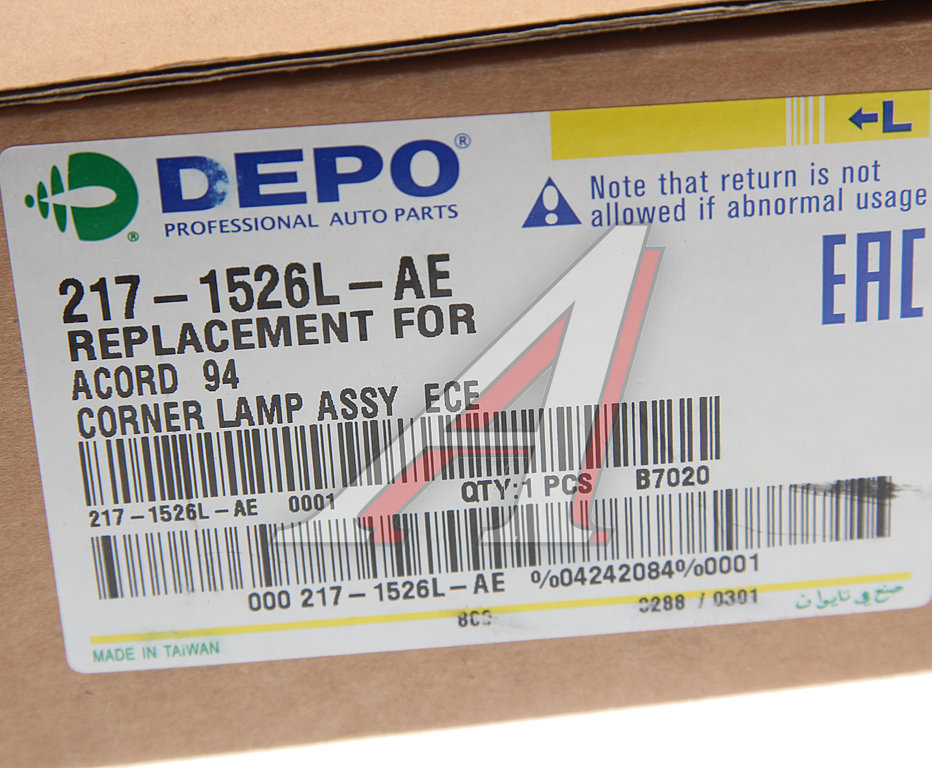 DEPO®
PROFESSIONAL AUTO PARTS
®
←L
Note that return is not
allowed if abnormal usage
EAC
217-1526L-AE
REPLACEMENT FOR
ACORD 94
CORNER LAMP ASSY ECE
217-1526L-AE 0001 QTY:1 PCS B7020
000 217-1526L-AE %04242084%0001
0288 / 0301
MADE IN TAIWAN
صنع في تايوان